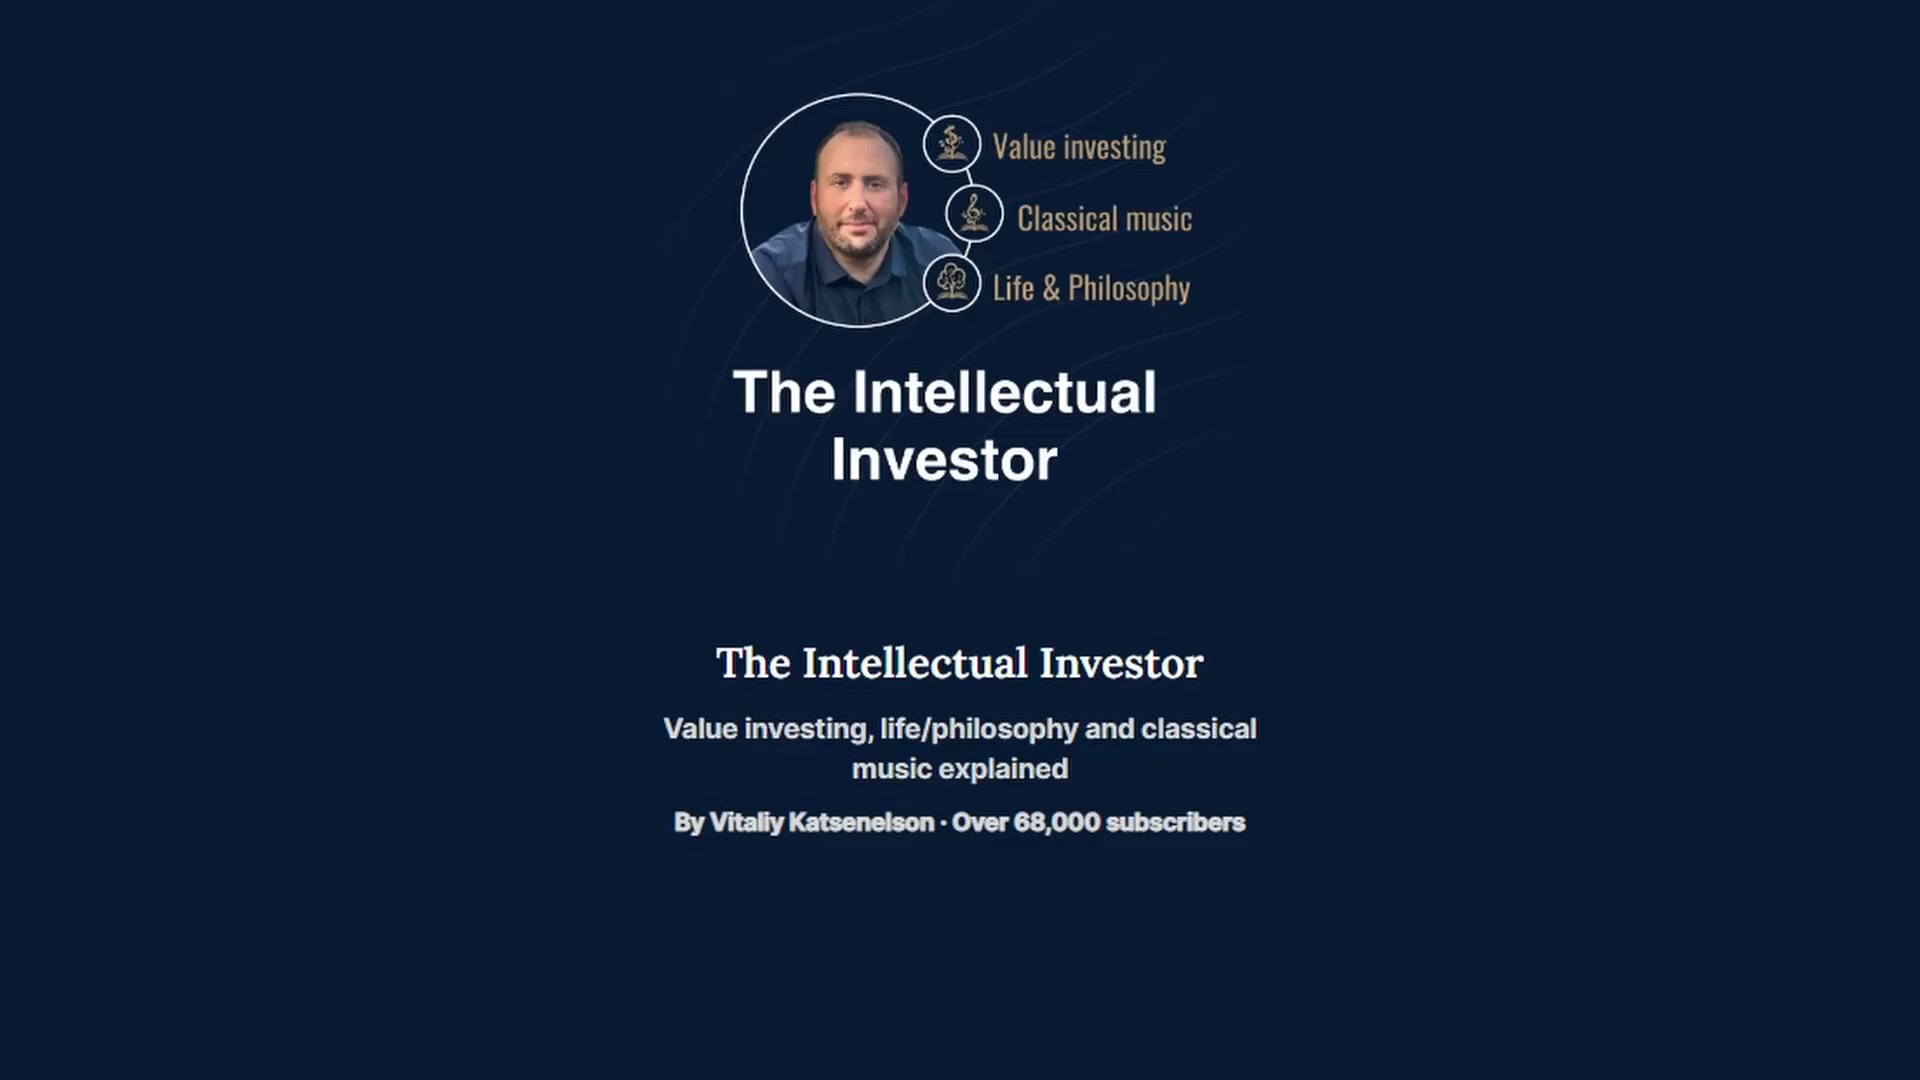 Value investing
Classical music
Life & Philosophy
The Intellectual
Investor
The Intellectual Investor
Value investing, life/philosophy and classical
music explained
By Vitaliy Katsenelson · Over 68,000 subscribers